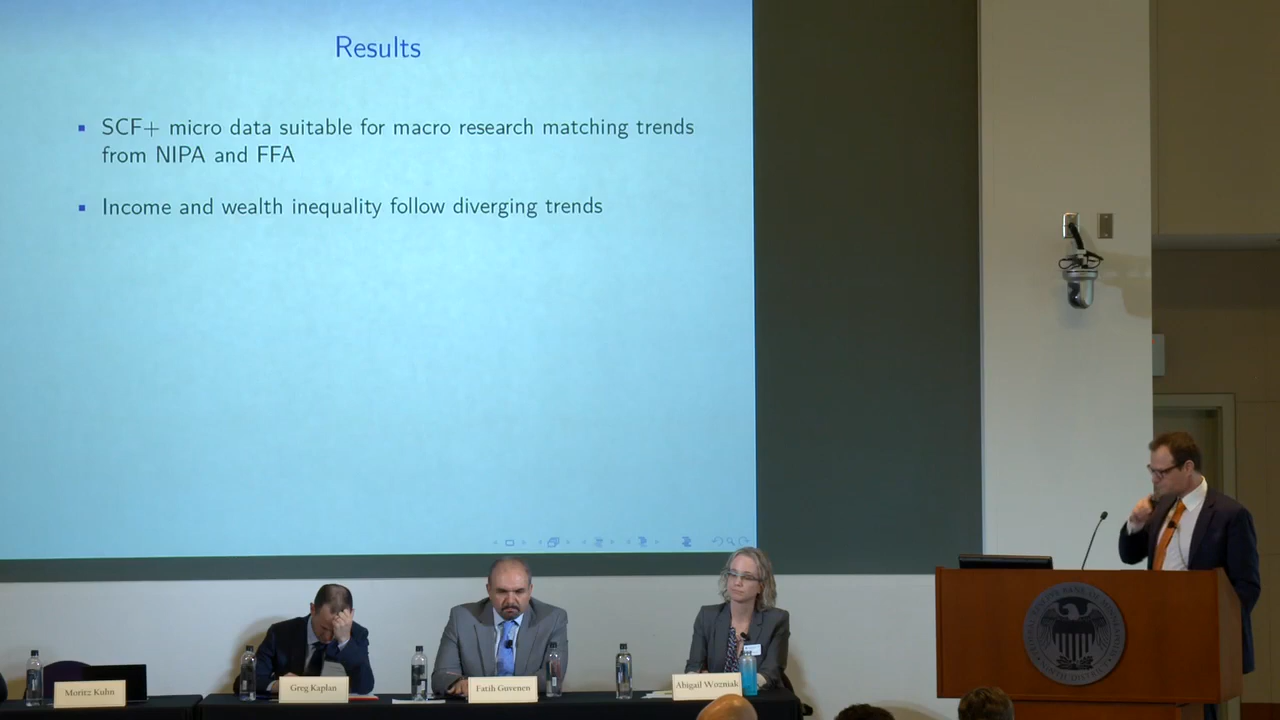 Results
SCF+ micro data suitable for macro research matching trends
from NIPA and FFA
Income and wealth inequality follow diverging trends
Moritz Kuhn
Greg Kaplan
Fatih Guvenen
Abigail Wozniak